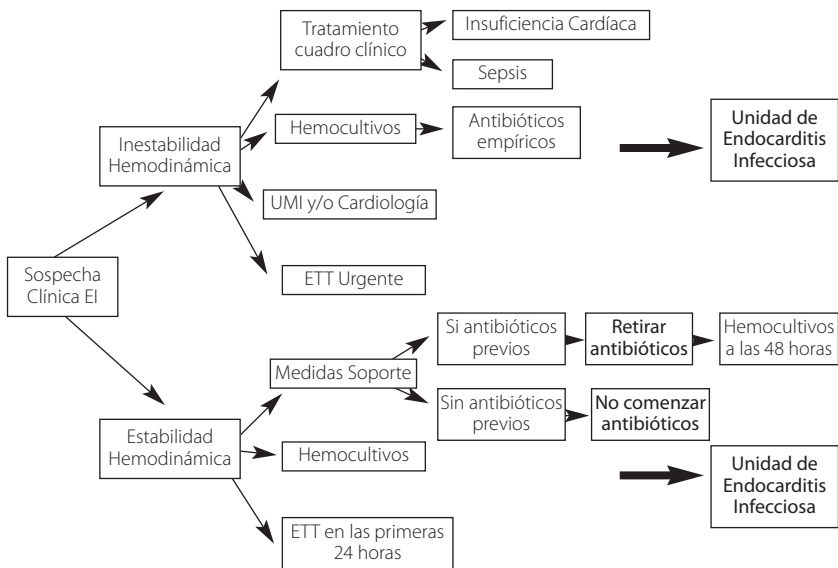 Tratamiento
cuadro clínico
Insuficiencia Cardíaca
Sepsis
Inestabilidad
Hemodinámica
Hemocultivos
Antibióticos
empíricos
Unidad de
Endocarditis
Infecciosa
UMI y/o Cardiología
ETT Urgente
Sospecha
Clínica EI
Medidas Soporte
Si antibióticos
previos
Retirar
antibióticos
Hemocultivos
a las 48 horas
Sin antibióticos
previos
No comenzar
antibióticos
Estabilidad
Hemodinámica
Hemocultivos
Unidad de
Endocarditis
Infecciosa
ETT en las primeras
24 horas